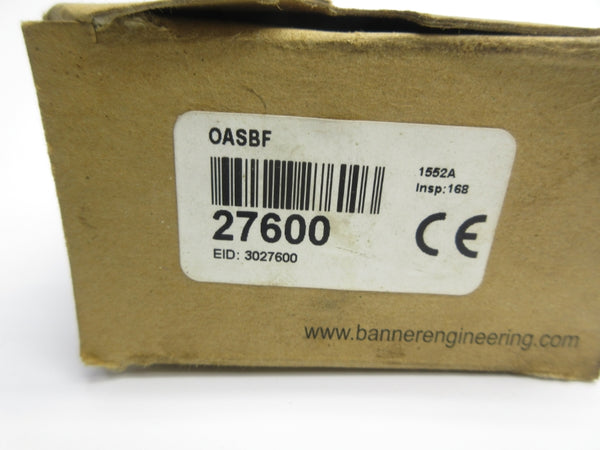 OASBF
1552A
Insp:168
27600
CE
EID: 3027600
www.bannerengineering.com